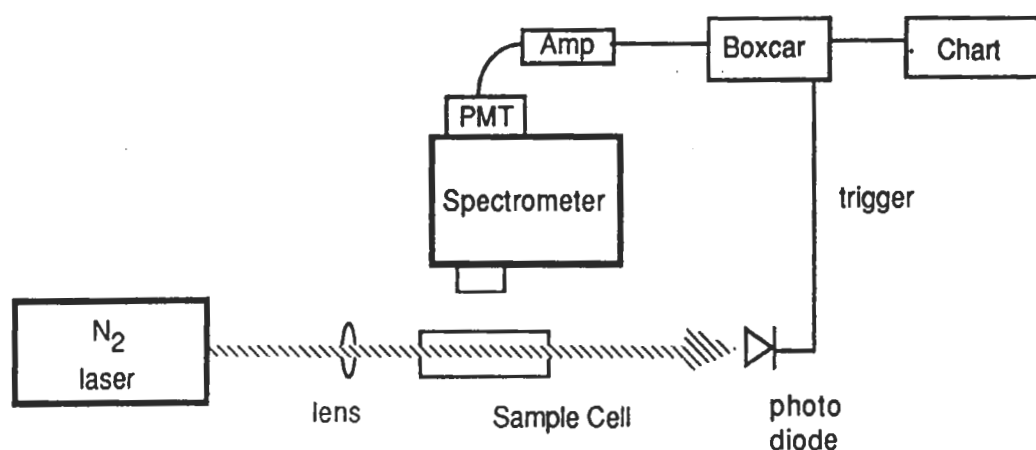 Amp
Boxcar
Chart
PMT
Spectrometer
trigger
N2
laser
lens
Sample Cell
photo
diode